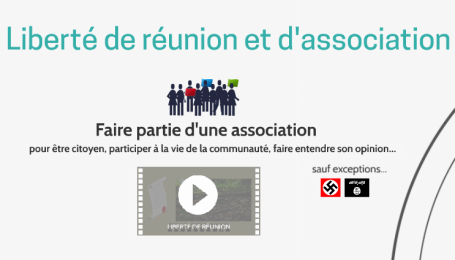 Liberté de réunion et d'association
Faire partie d'une association
pour être citoyen, participer à la vie de la communauté, faire entendre son opinion...
sauf exceptions...
LIBERTÉ DE RÉUNION